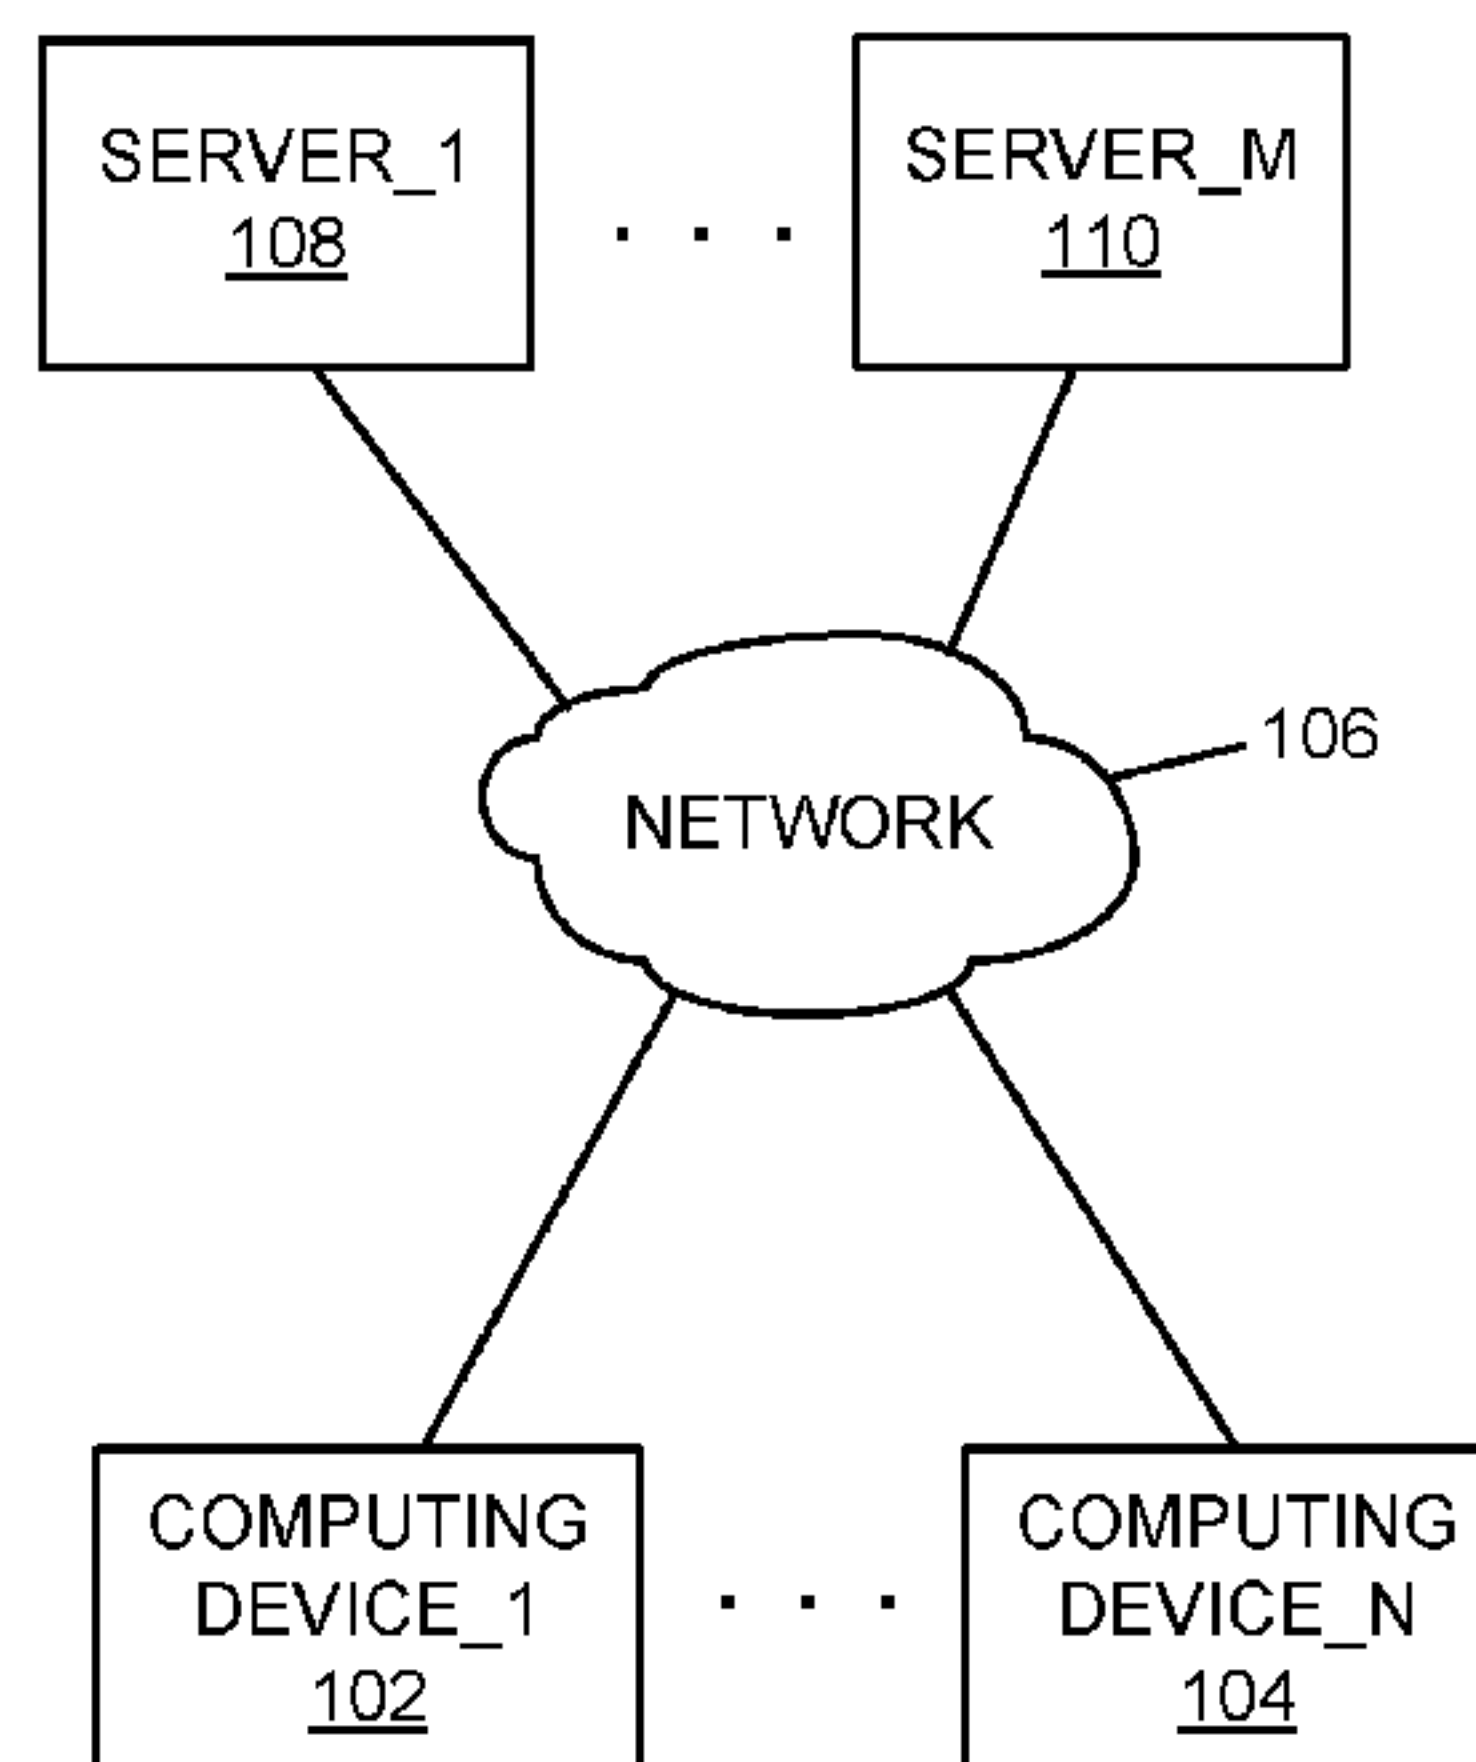 SERVER_1
108
. . .
SERVER_M
110
106
NETWORK
COMPUTING
DEVICE_1
102
. . .
COMPUTING
DEVICE_N
104